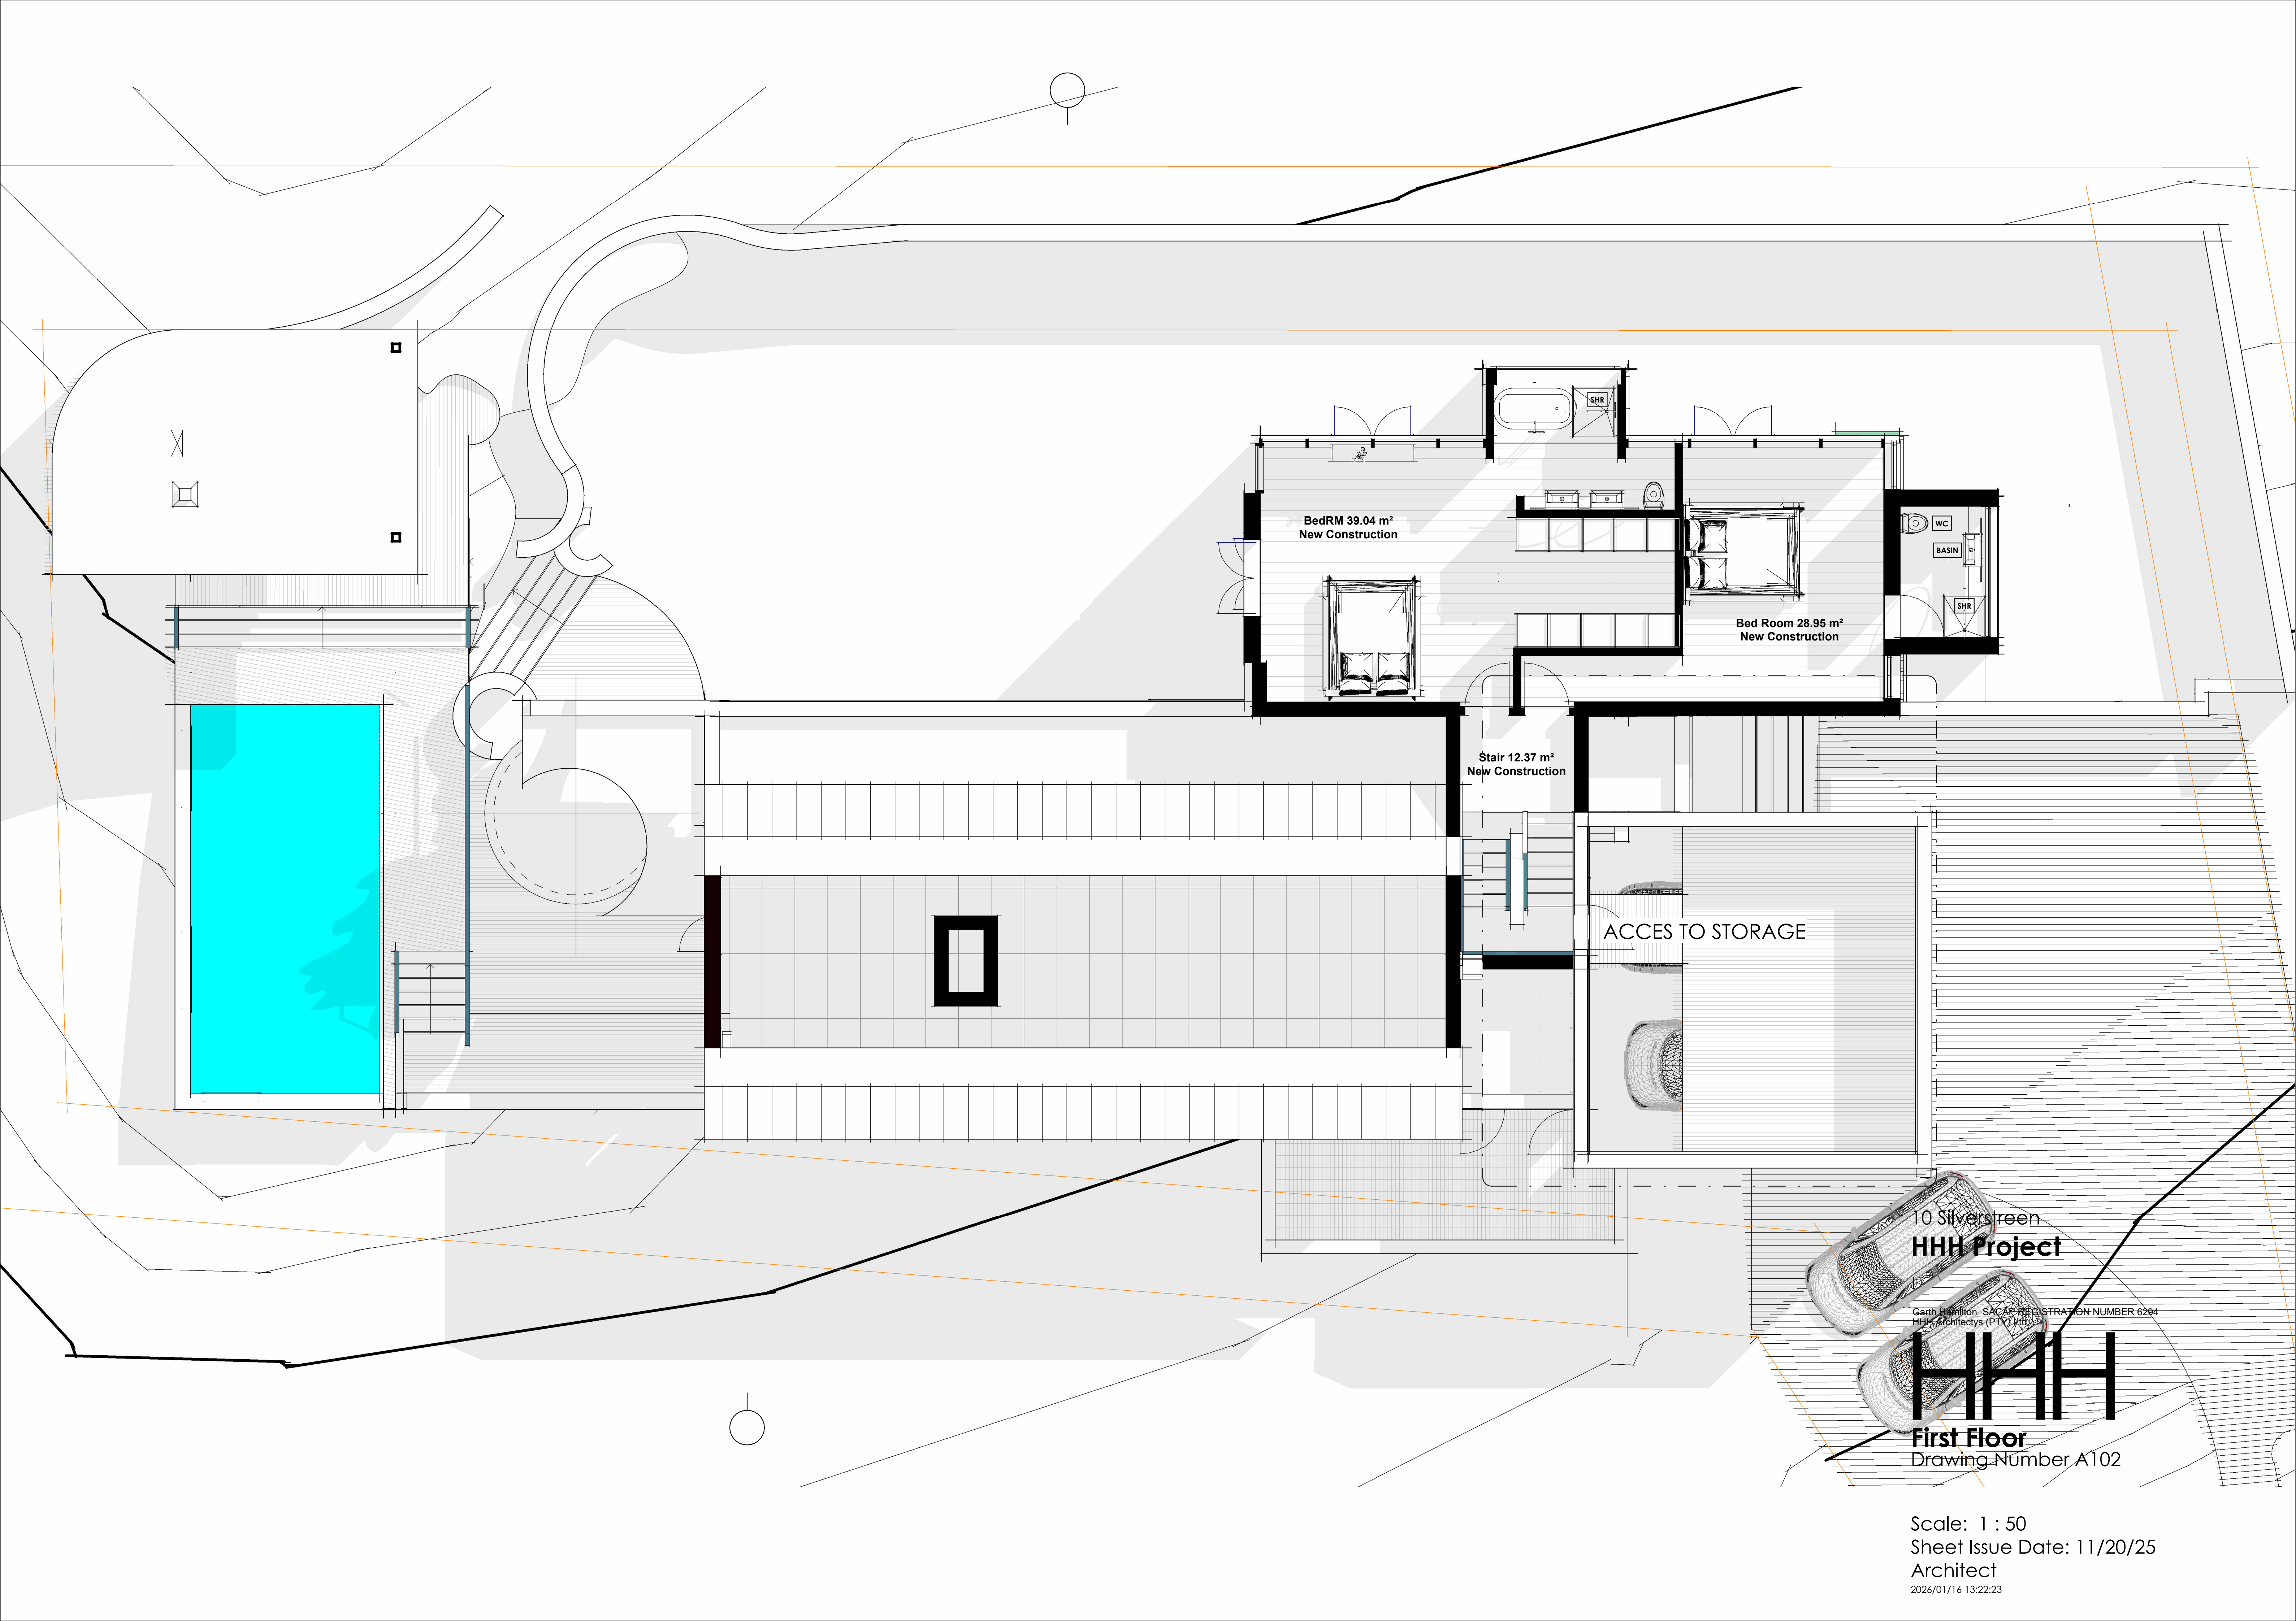 SHR
BedRM 39.04 m²
New Construction
WC
BASIN
SHR
Bed Room 28.95 m²
New Construction
Stair 12.37 m²
New Construction
ACCES TO STORAGE
10 Silverstreen
HHH Project
Garth Hamilton SACAP REGISTRATION NUMBER 6294
HHH Architectys (PTY) Ltd
HHH
First Floor
Drawing Number A102
Scale: 1 : 50
Sheet Issue Date: 11/20/25
Architect
2026/01/16 13:22:23